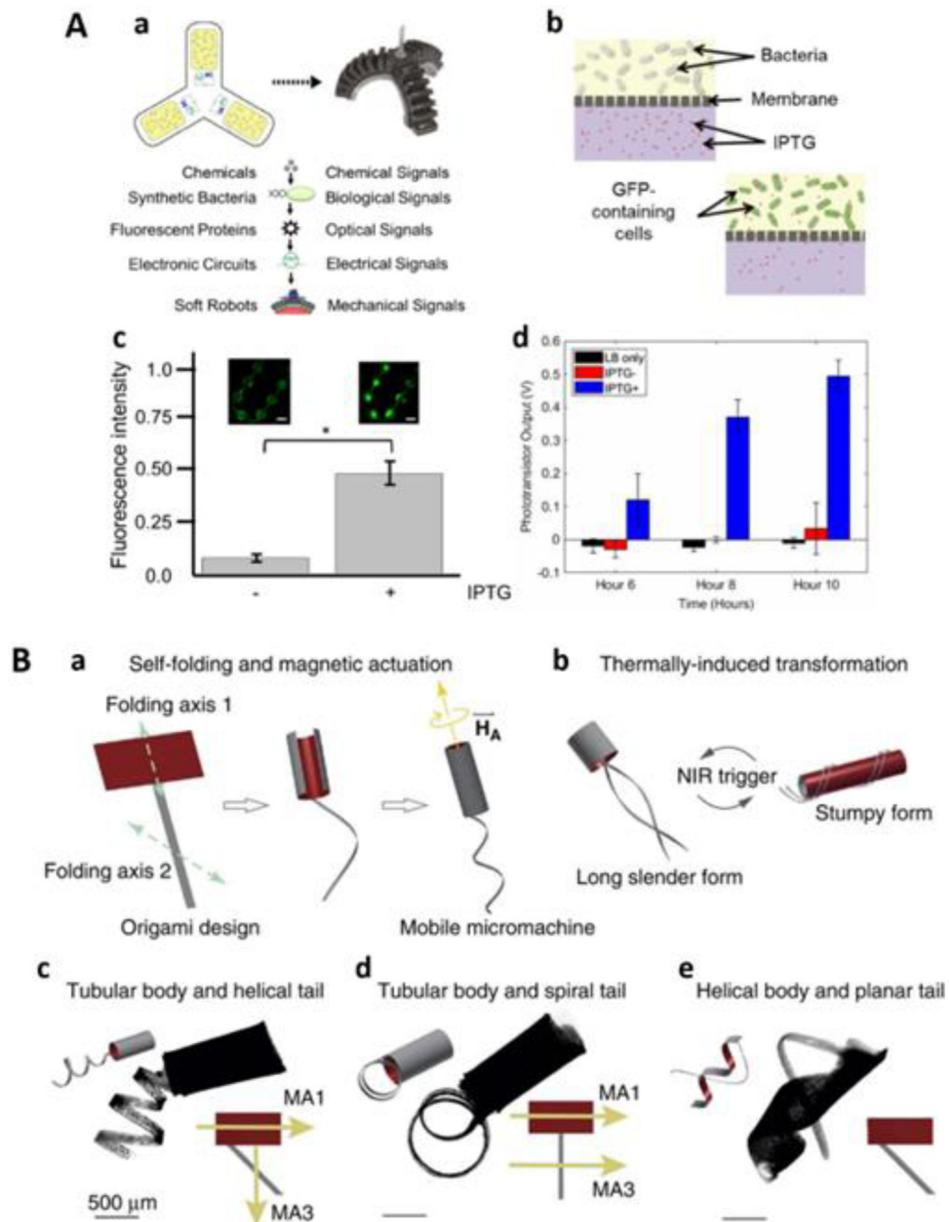 A
a
Chemicals Chemical Signals
Synthetic Bacteria Biological Signals
Fluorescent Proteins Optical Signals
Electronic Circuits Electrical Signals
Soft Robots Mechanical Signals
b
Bacteria
Membrane
IPTG
GFP-
containing
cells
c
Fluorescence intensity
1.0
0.75
0.50
0.25
0.0
*
- + IPTG
d
Phototransistor Output (V)
0.6
0.5
0.4
0.3
0.2
0.1
0
-0.1
LB only
IPTG-
IPTG+
Hour 6 Hour 8 Hour 10
Time (Hours)
B
a Self-folding and magnetic actuation
Folding axis 1
Folding axis 2
Origami design
H_A
Mobile micromachine
b Thermally-induced transformation
NIR trigger
Long slender form
Stumpy form
c
Tubular body and helical tail
MA1
MA3
500 μm
d
Tubular body and spiral tail
MA1
MA3
e
Helical body and planar tail